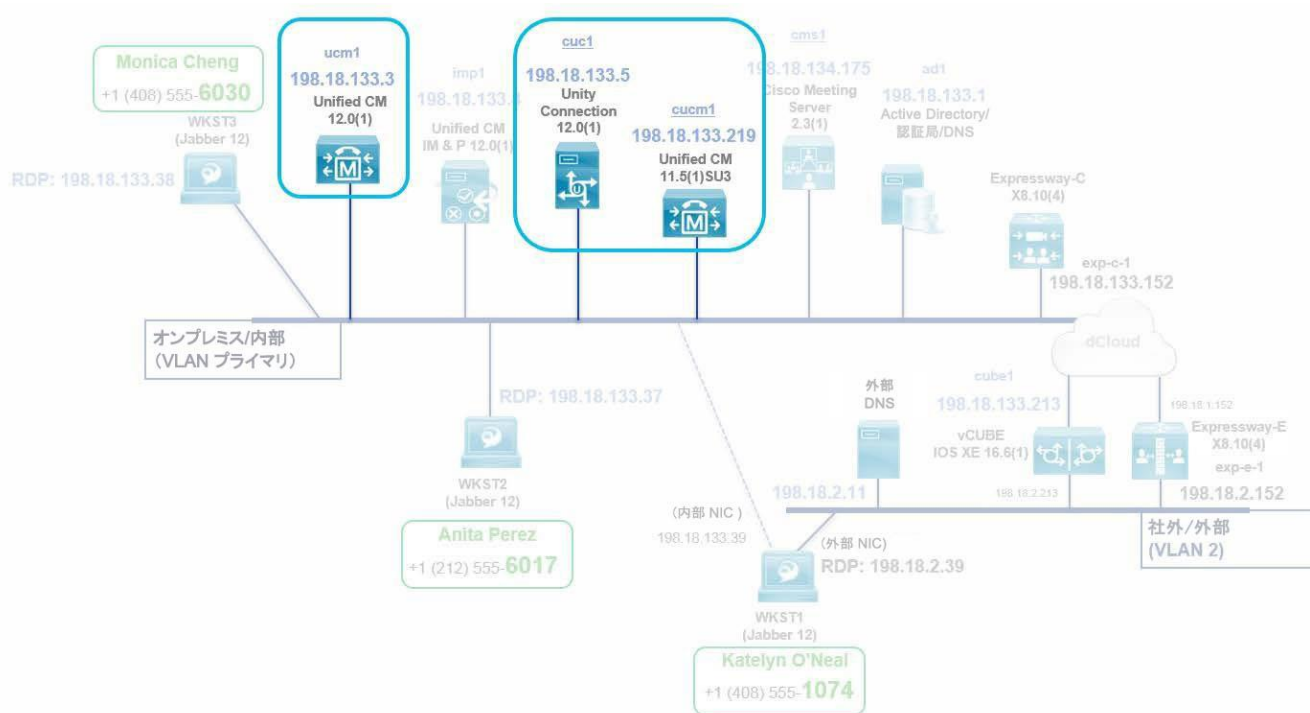 Monica Cheng
+1 (408) 555-6030
WKST3
(Jabber 12)
RDP: 198.18.133.38
ucm1
198.18.133.3
Unified CM
12.0(1)
imp1
198.18.133.4
Unified CM
IM & P 12.0(1)
cuc1
198.18.133.5
Unity
Connection
12.0(1)
cucm1
198.18.133.219
Unified CM
11.5(1)SU3
cms1
198.18.134.175
Cisco Meeting
Server
2.3(1)
ad1
198.18.133.1
Active Directory/
認証局/DNS
Expressway-C
X8.10(4)
exp-c-1
198.18.133.152
オンプレミス/内部
(VLAN プライマリ)
dCloud
RDP: 198.18.133.37
WKST2
(Jabber 12)
Anita Perez
+1 (212) 555-6017
外部
DNS
198.18.2.11
cube1
198.18.133.213
vCUBE
IOS XE 16.6(1)
198.18.2.213
198.18.1.152
Expressway-E
X8.10(4)
exp-e-1
198.18.2.152
(内部 NIC )
198.18.133.39
(外部 NIC)
RDP: 198.18.2.39
社外/外部
(VLAN 2)
WKST1
(Jabber 12)
Katelyn O'Neal
+1 (408) 555-1074